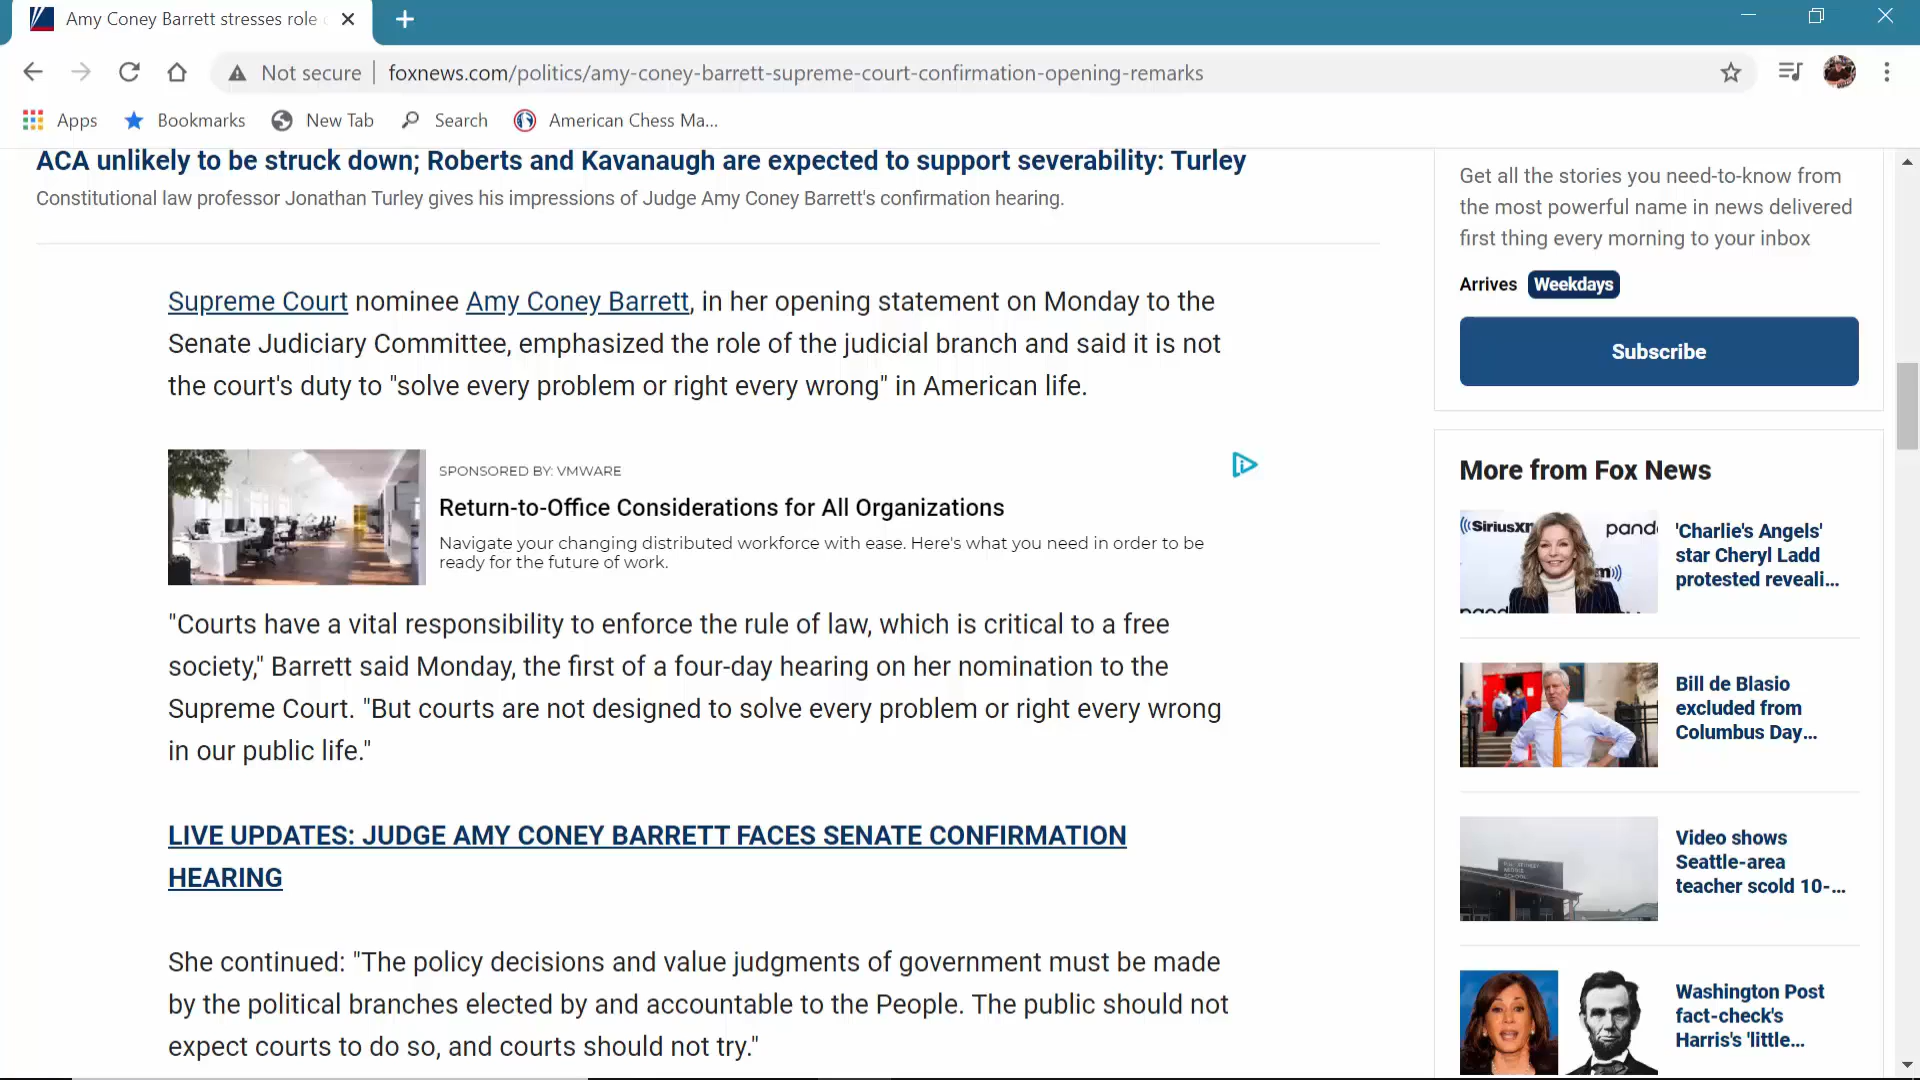 Amy Coney Barrett stresses role
Not secure
foxnews.com/politics/amy-coney-barrett-supreme-court-confirmation-opening-remarks
Apps
Bookmarks
New Tab
Search
American Chess Ma...
ACA unlikely to be struck down; Roberts and Kavanaugh are expected to support severability: Turley
Constitutional law professor Jonathan Turley gives his impressions of Judge Amy Coney Barrett's confirmation hearing.
Supreme Court nominee Amy Coney Barrett, in her opening statement on Monday to the
Senate Judiciary Committee, emphasized the role of the judicial branch and said it is not
the court's duty to "solve every problem or right every wrong" in American life.
SPONSORED BY: VMWARE
Return-to-Office Considerations for All Organizations
Navigate your changing distributed workforce with ease. Here's what you need in order to be
ready for the future of work.
"Courts have a vital responsibility to enforce the rule of law, which is critical to a free
society," Barrett said Monday, the first of a four-day hearing on her nomination to the
Supreme Court. "But courts are not designed to solve every problem or right every wrong
in our public life."
LIVE UPDATES: JUDGE AMY CONEY BARRETT FACES SENATE CONFIRMATION
HEARING
She continued: "The policy decisions and value judgments of government must be made
by the political branches elected by and accountable to the People. The public should not
expect courts to do so, and courts should not try."
Get all the stories you need-to-know from
the most powerful name in news delivered
first thing every morning to your inbox
Arrives Weekdays
Subscribe
More from Fox News
SiriusXM
pand
'Charlie's Angels'
star Cheryl Ladd
protested reveali...
Bill de Blasio
excluded from
Columbus Day...
Video shows
Seattle-area
teacher scold 10-...
Washington Post
fact-check's
Harris's 'little...